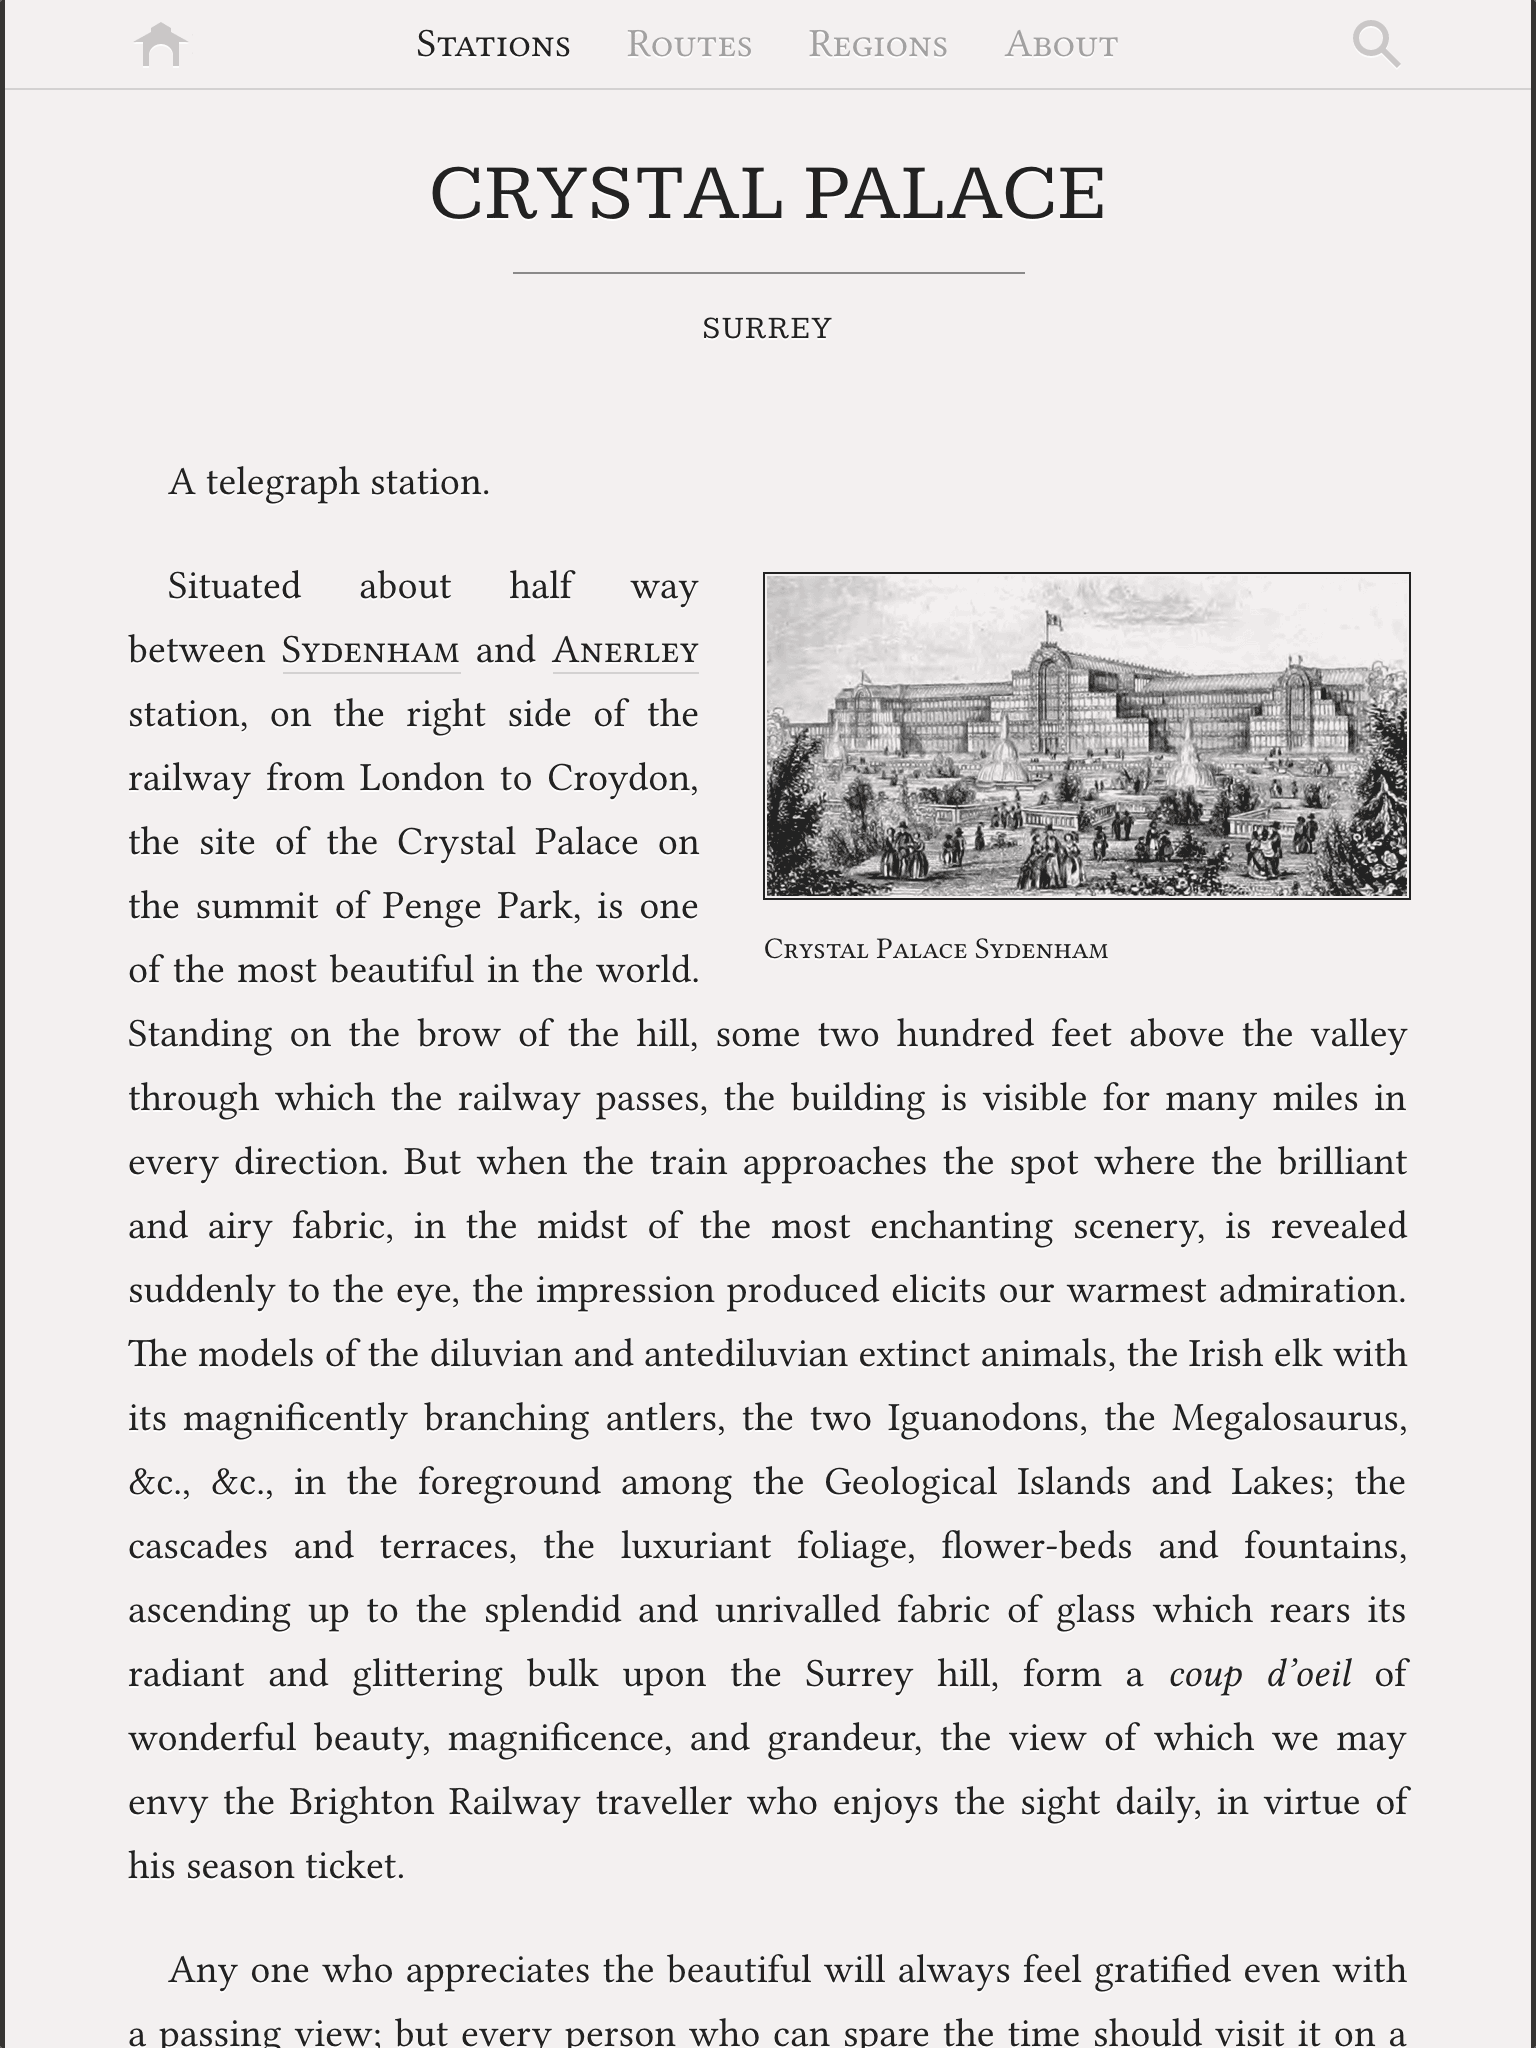 Stations Routes Regions About
CRYSTAL PALACE
SURREY
A telegraph station.
Situated about half way
between Sydenham and Anerley
station, on the right side of the
railway from London to Croydon,
the site of the Crystal Palace on
the summit of Penge Park, is one
of the most beautiful in the world.
Crystal Palace Sydenham
Standing on the brow of the hill, some two hundred feet above the valley
through which the railway passes, the building is visible for many miles in
every direction. But when the train approaches the spot where the brilliant
and airy fabric, in the midst of the most enchanting scenery, is revealed
suddenly to the eye, the impression produced elicits our warmest admiration.
The models of the diluvian and antediluvian extinct animals, the Irish elk with
its magnificently branching antlers, the two Iguanodons, the Megalosaurus,
&c., &c., in the foreground among the Geological Islands and Lakes; the
cascades and terraces, the luxuriant foliage, flower-beds and fountains,
ascending up to the splendid and unrivalled fabric of glass which rears its
radiant and glittering bulk upon the Surrey hill, form a coup d’oeil of
wonderful beauty, magnificence, and grandeur, the view of which we may
envy the Brighton Railway traveller who enjoys the sight daily, in virtue of
his season ticket.
Any one who appreciates the beautiful will always feel gratified even with
a passing view; but every person who can spare the time should visit it on a